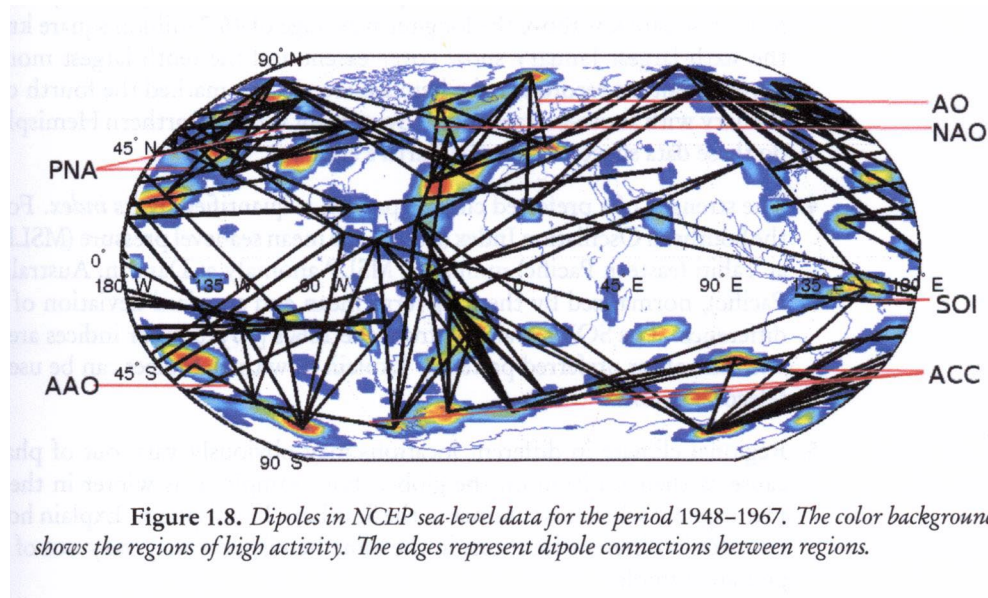 90° N
AO
NAO
45° N
PNA
0°
180° W 135° W 90° W 45° W 0 45° E 90° E 135° E 180° E
SOI
45° S
ACC
AAO
90° S
Figure 1.8. Dipoles in NCEP sea-level data for the period 1948–1967. The color background
shows the regions of high activity. The edges represent dipole connections between regions.